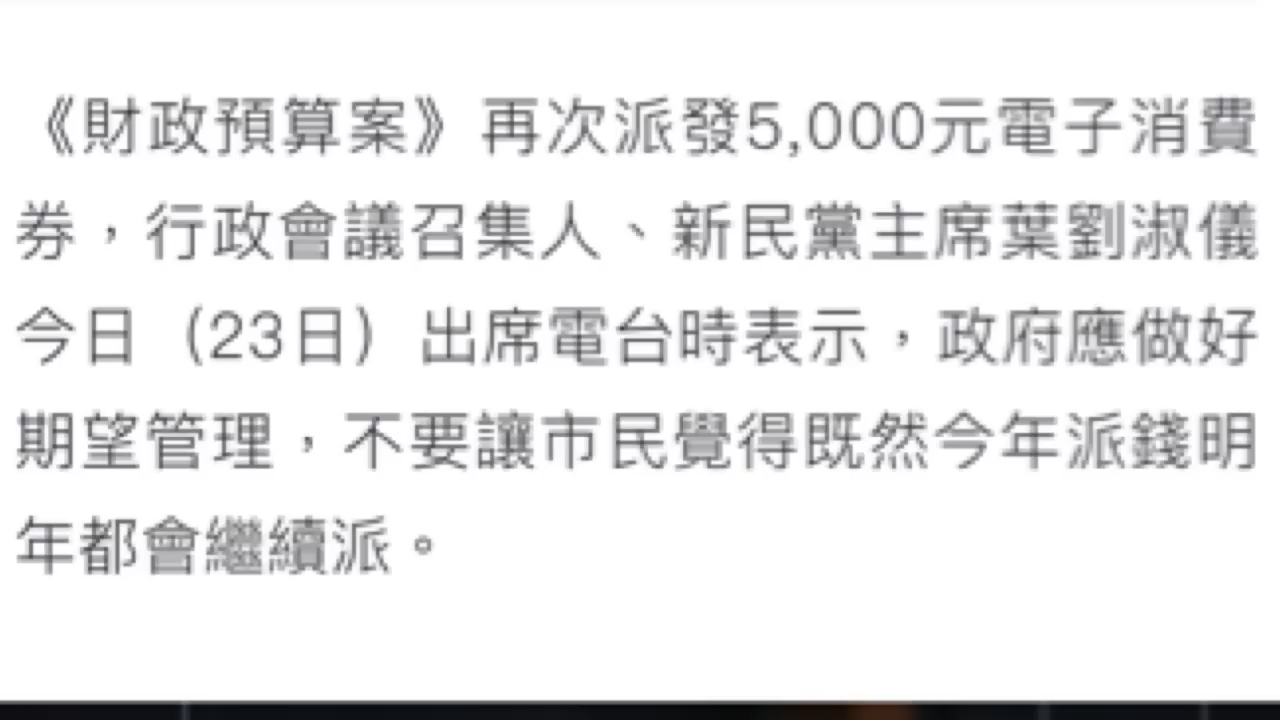 《財政預算案》再次派發5,000元電子消費
券，行政會議召集人、新民黨主席葉劉淑儀
今日（23日）出席電台時表示，政府應做好
期望管理，不要讓市民覺得既然今年派錢明
年都會繼續派。